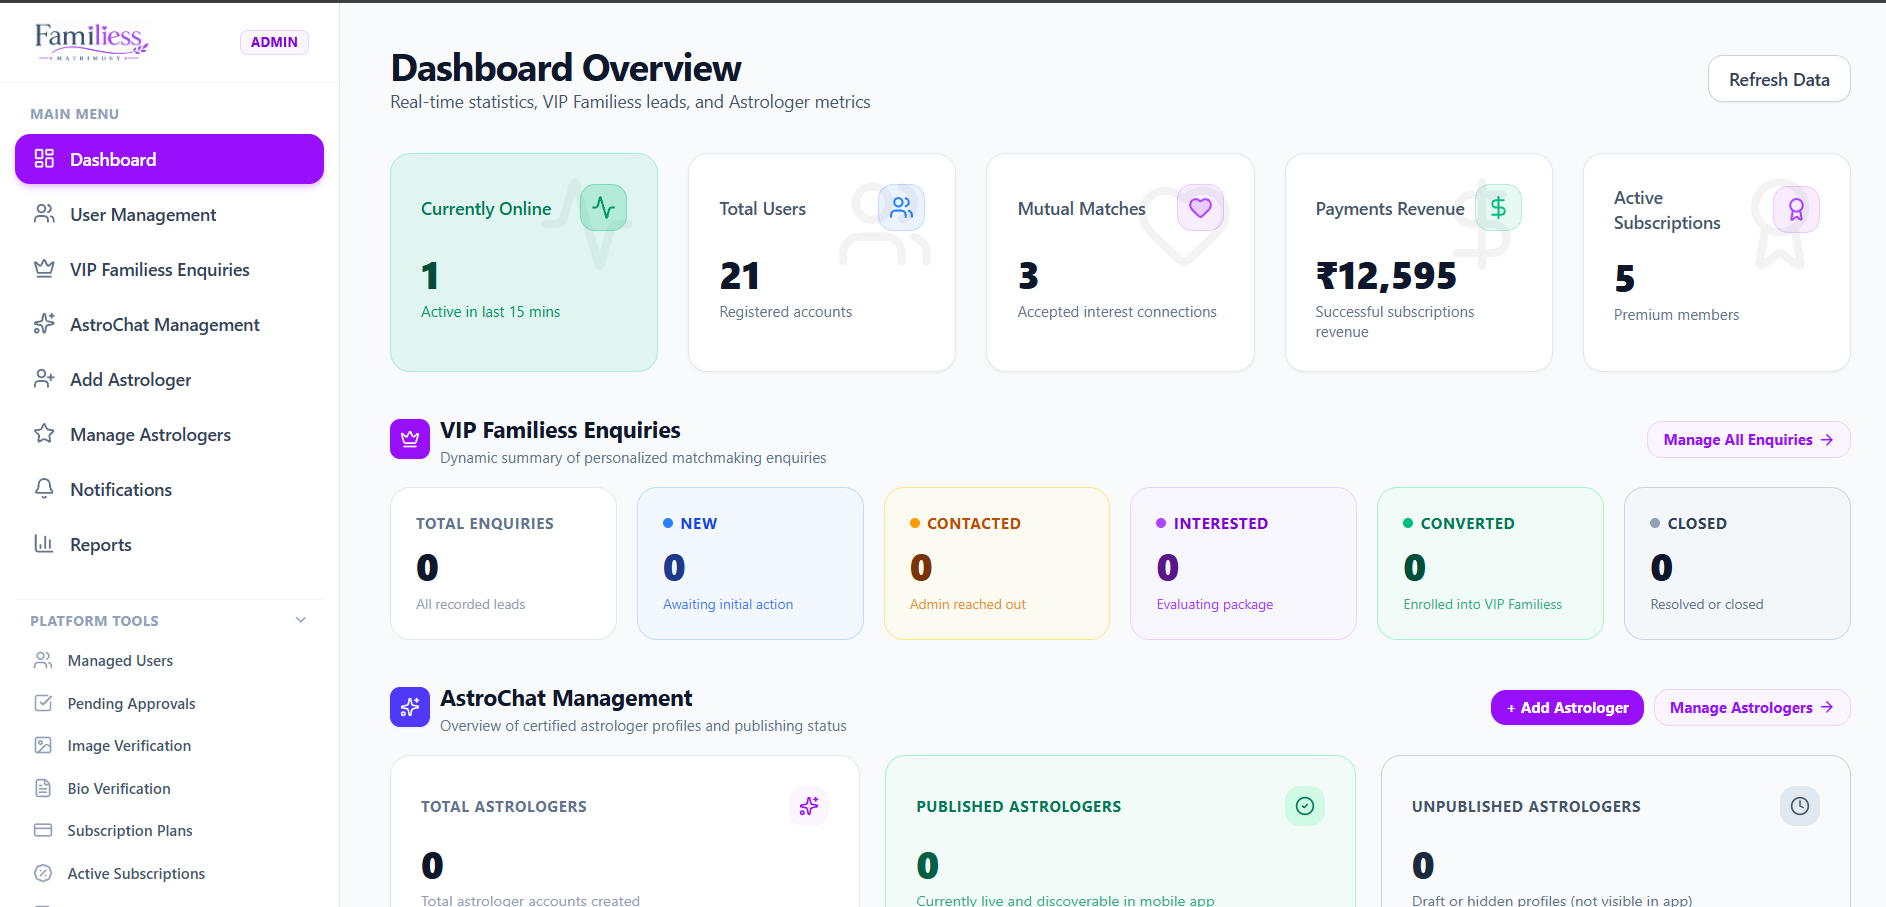 Familiess
MATRIMONY
ADMIN
MAIN MENU
Dashboard
User Management
VIP Familiess Enquiries
AstroChat Management
Add Astrologer
Manage Astrologers
Notifications
Reports
PLATFORM TOOLS
Managed Users
Pending Approvals
Image Verification
Bio Verification
Subscription Plans
Active Subscriptions
Dashboard Overview
Real-time statistics, VIP Familiess leads, and Astrologer metrics
Refresh Data
Currently Online
1
Active in last 15 mins
Total Users
21
Registered accounts
Mutual Matches
3
Accepted interest connections
Payments Revenue
₹12,595
Successful subscriptions
revenue
Active
Subscriptions
5
Premium members
VIP Familiess Enquiries
Dynamic summary of personalized matchmaking enquiries
Manage All Enquiries →
TOTAL ENQUIRIES
0
All recorded leads
NEW
0
Awaiting initial action
CONTACTED
0
Admin reached out
INTERESTED
0
Evaluating package
CONVERTED
0
Enrolled into VIP Familiess
CLOSED
0
Resolved or closed
AstroChat Management
Overview of certified astrologer profiles and publishing status
+ Add Astrologer
Manage Astrologers →
TOTAL ASTROLOGERS
0
Total astrologer accounts created
PUBLISHED ASTROLOGERS
0
Currently live and discoverable in mobile app
UNPUBLISHED ASTROLOGERS
0
Draft or hidden profiles (not visible in app)